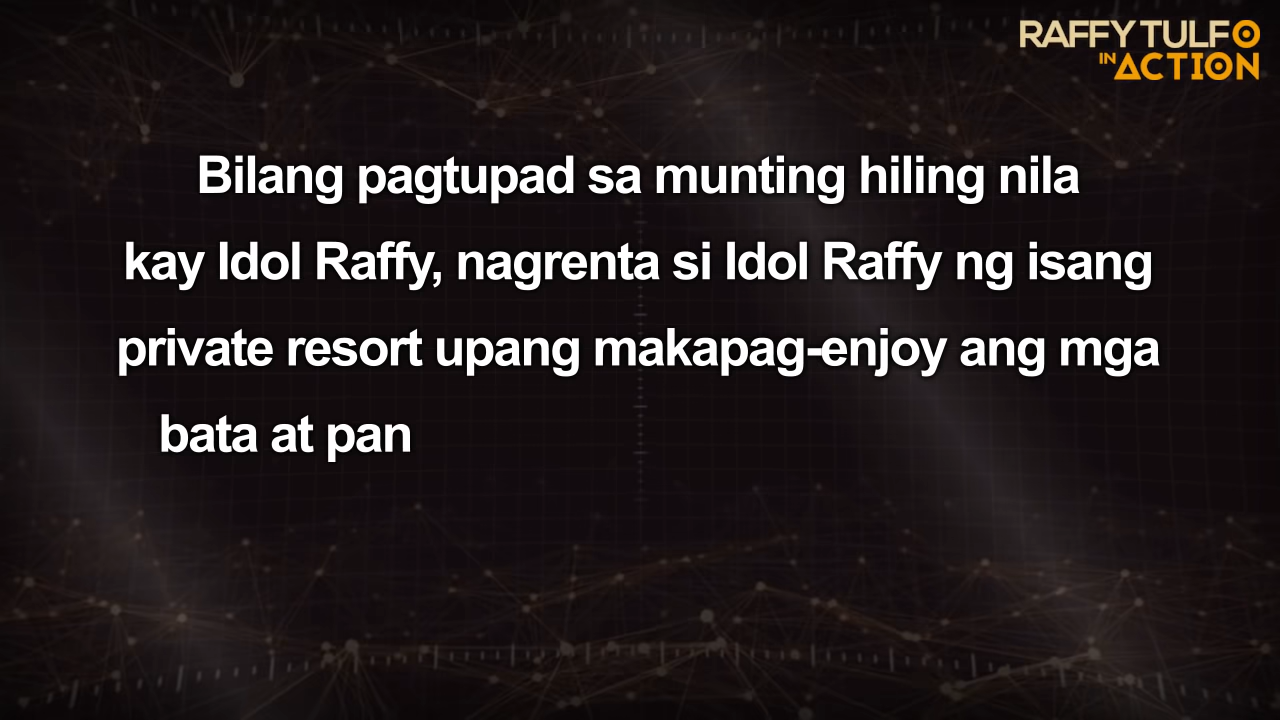 RAFFY TULFO
IN ACTION
Bilang pagtupad sa munting hiling nila
kay Idol Raffy, nagrenta si Idol Raffy ng isang
private resort upang makapag-enjoy ang mga
bata at pan